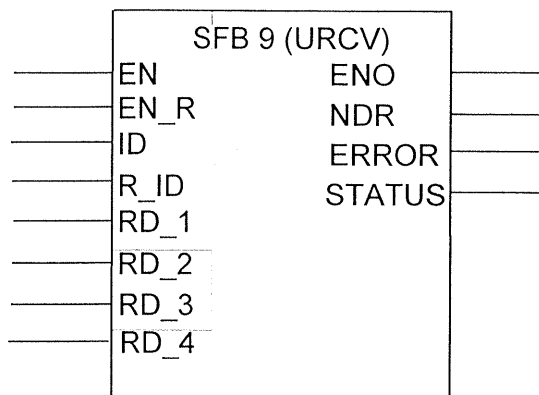 SFB 9 (URCV)
EN ENO
EN_R NDR
ID ERROR
R_ID STATUS
RD_1
RD_2
RD_3
RD_4